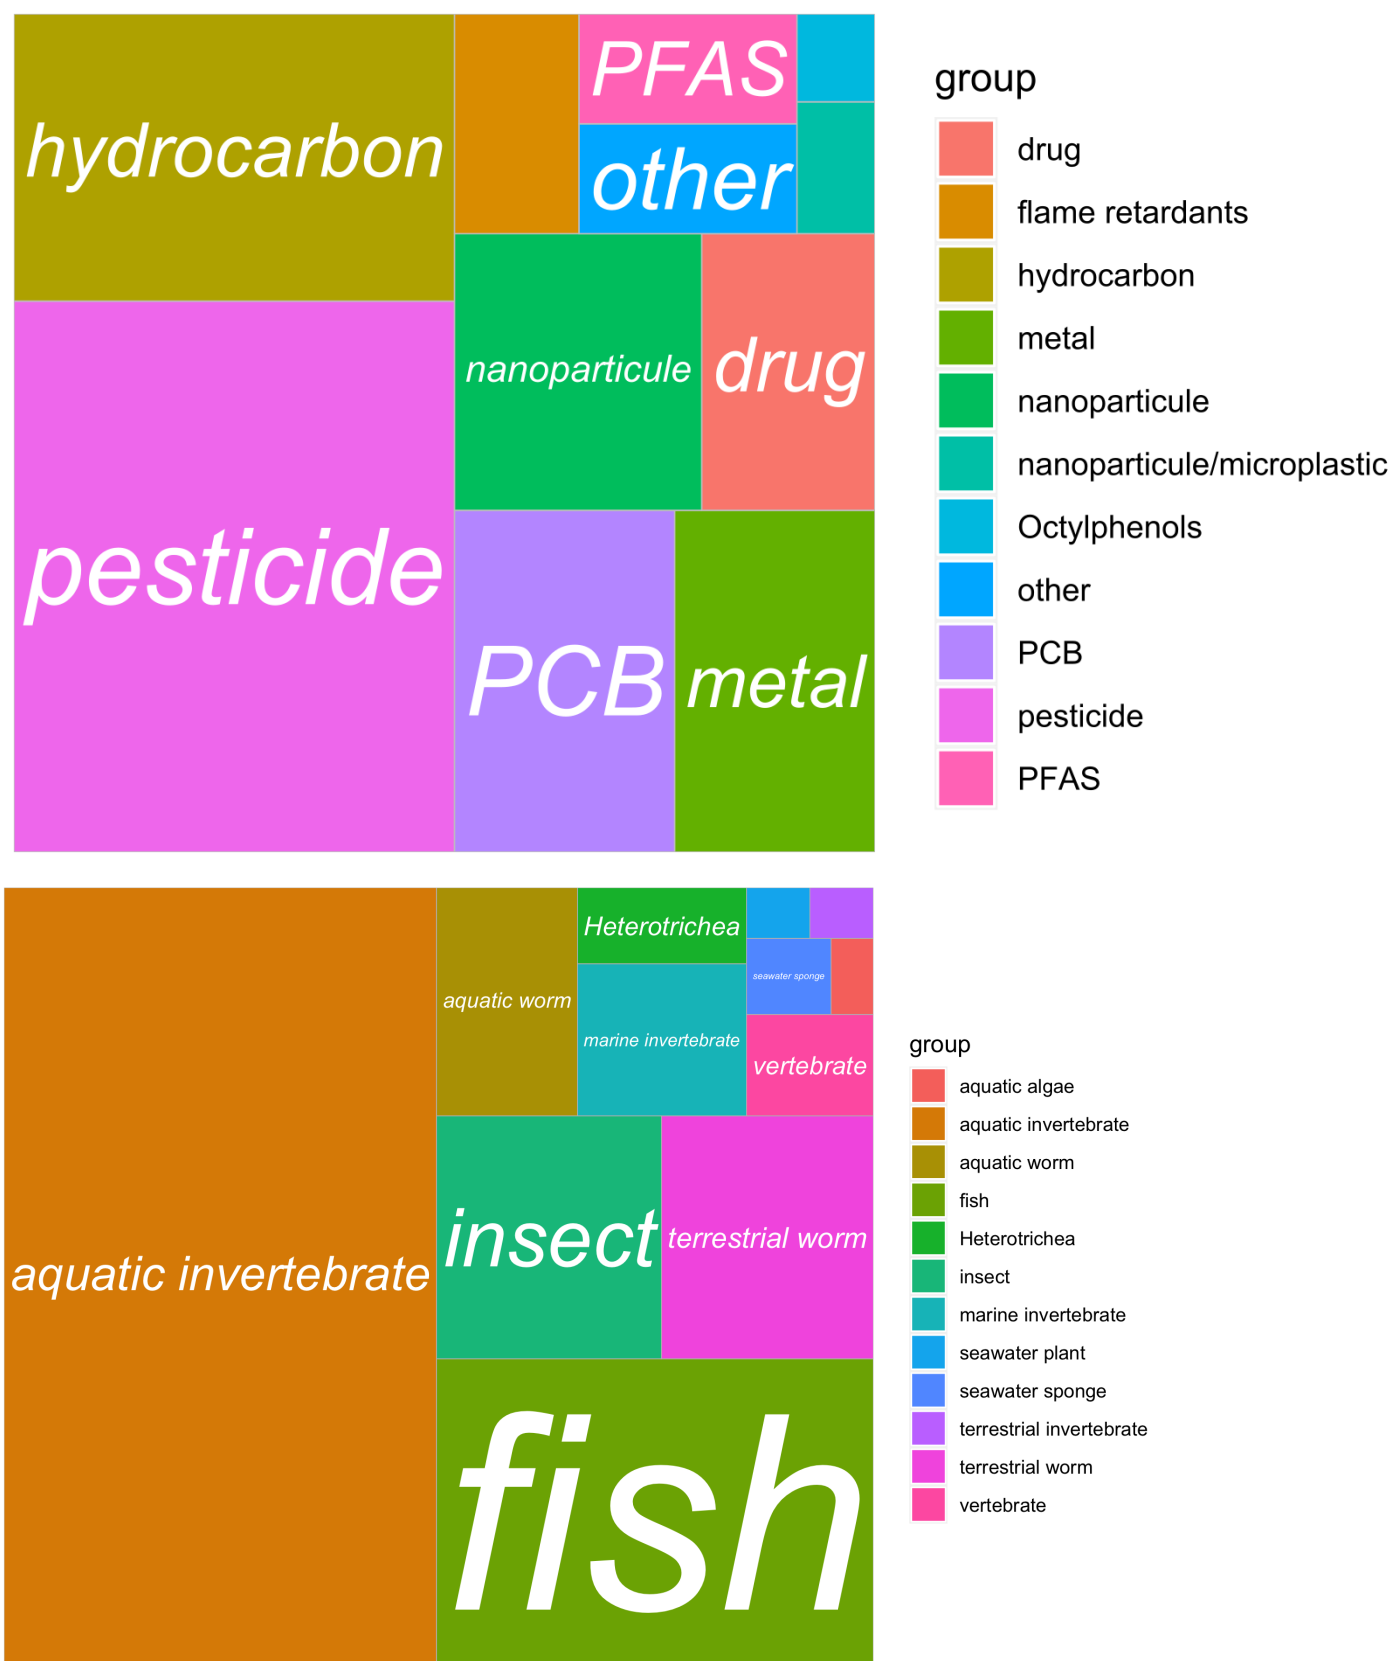 hydrocarbon
PFAS
other
nanoparticule
drug
pesticide
PCB
metal
group
drug
flame retardants
hydrocarbon
metal
nanoparticule
nanoparticule/microplastic
Octylphenols
other
PCB
pesticide
PFAS
aquatic invertebrate
aquatic worm
Heterotrichea
marine invertebrate
seawater sponge
vertebrate
insect
terrestrial worm
fish
group
aquatic algae
aquatic invertebrate
aquatic worm
fish
Heterotrichea
insect
marine invertebrate
seawater plant
seawater sponge
terrestrial invertebrate
terrestrial worm
vertebrate